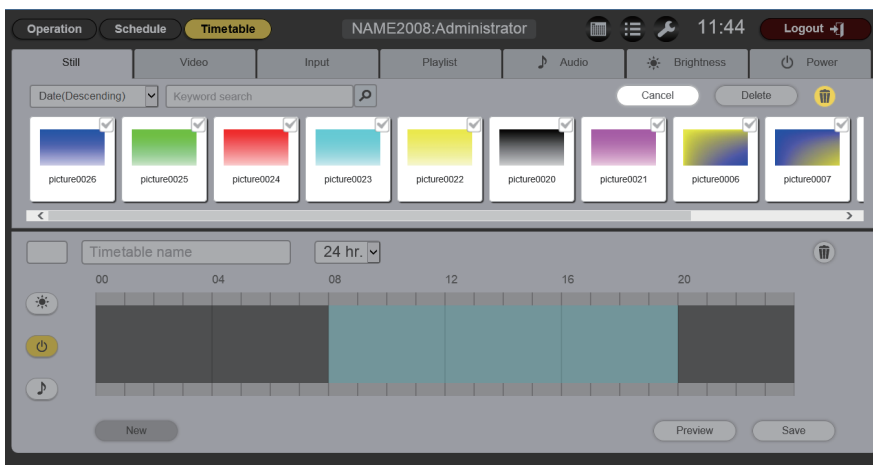 Operation Schedule Timetable NAME2008:Administrator 11:44 Logout
Still Video Input Playlist Audio Brightness Power
Date(Descending) Keyword search Cancel Delete
picture0026 picture0025 picture0024 picture0023 picture0022 picture0020 picture0021 picture0006 picture0007
Timetable name 24 hr.
00 04 08 12 16 20
New Preview Save